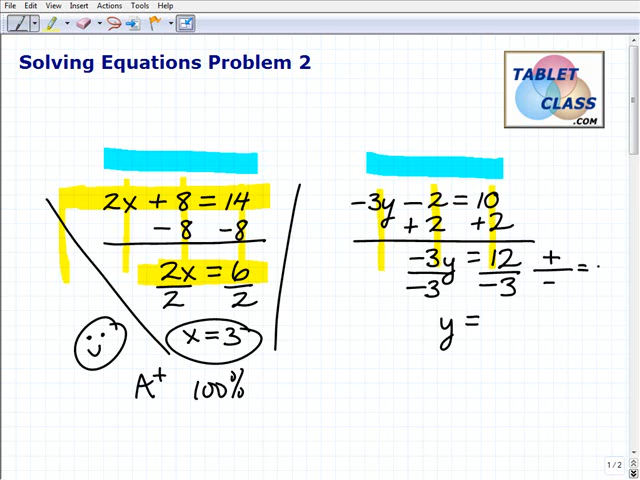 File Edit View Insert Actions Tools Help
Solving Equations Problem 2
TABLET
CLASS
.COM
2x + 8 = 14
- 8 -8
2x = 6
2 2
x = 3
A+ 100%
-3y - 2 = 10
+ 2 +2
-3y = 12
-3 -3
+
- =
y =
1 / 2